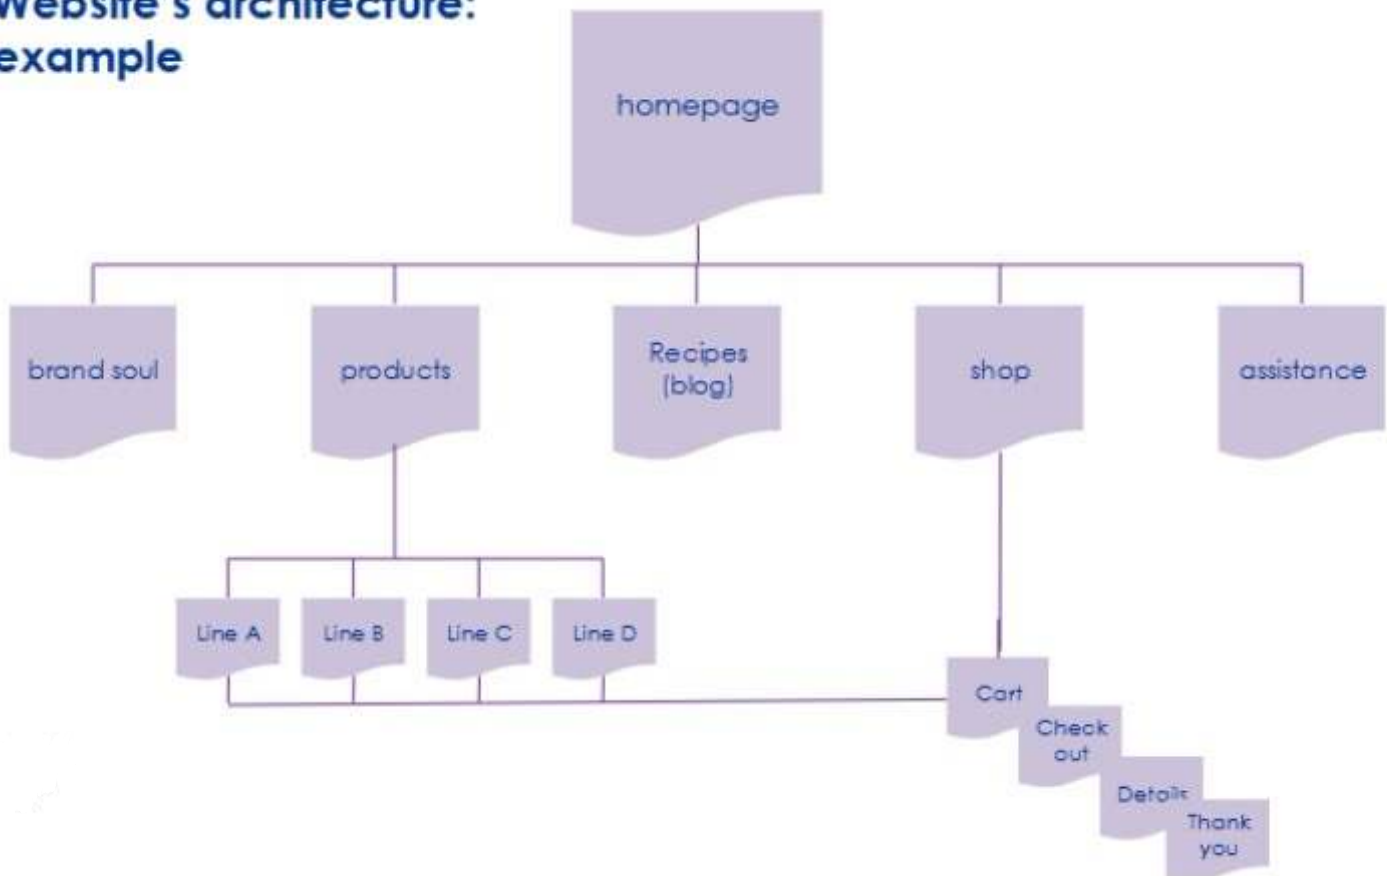 Website's architecture:
example
homepage
brand soul
products
Recipes
(blog)
shop
assistance
Line A
Line B
Line C
Line D
Cart
Check
out
Details
Thank
you